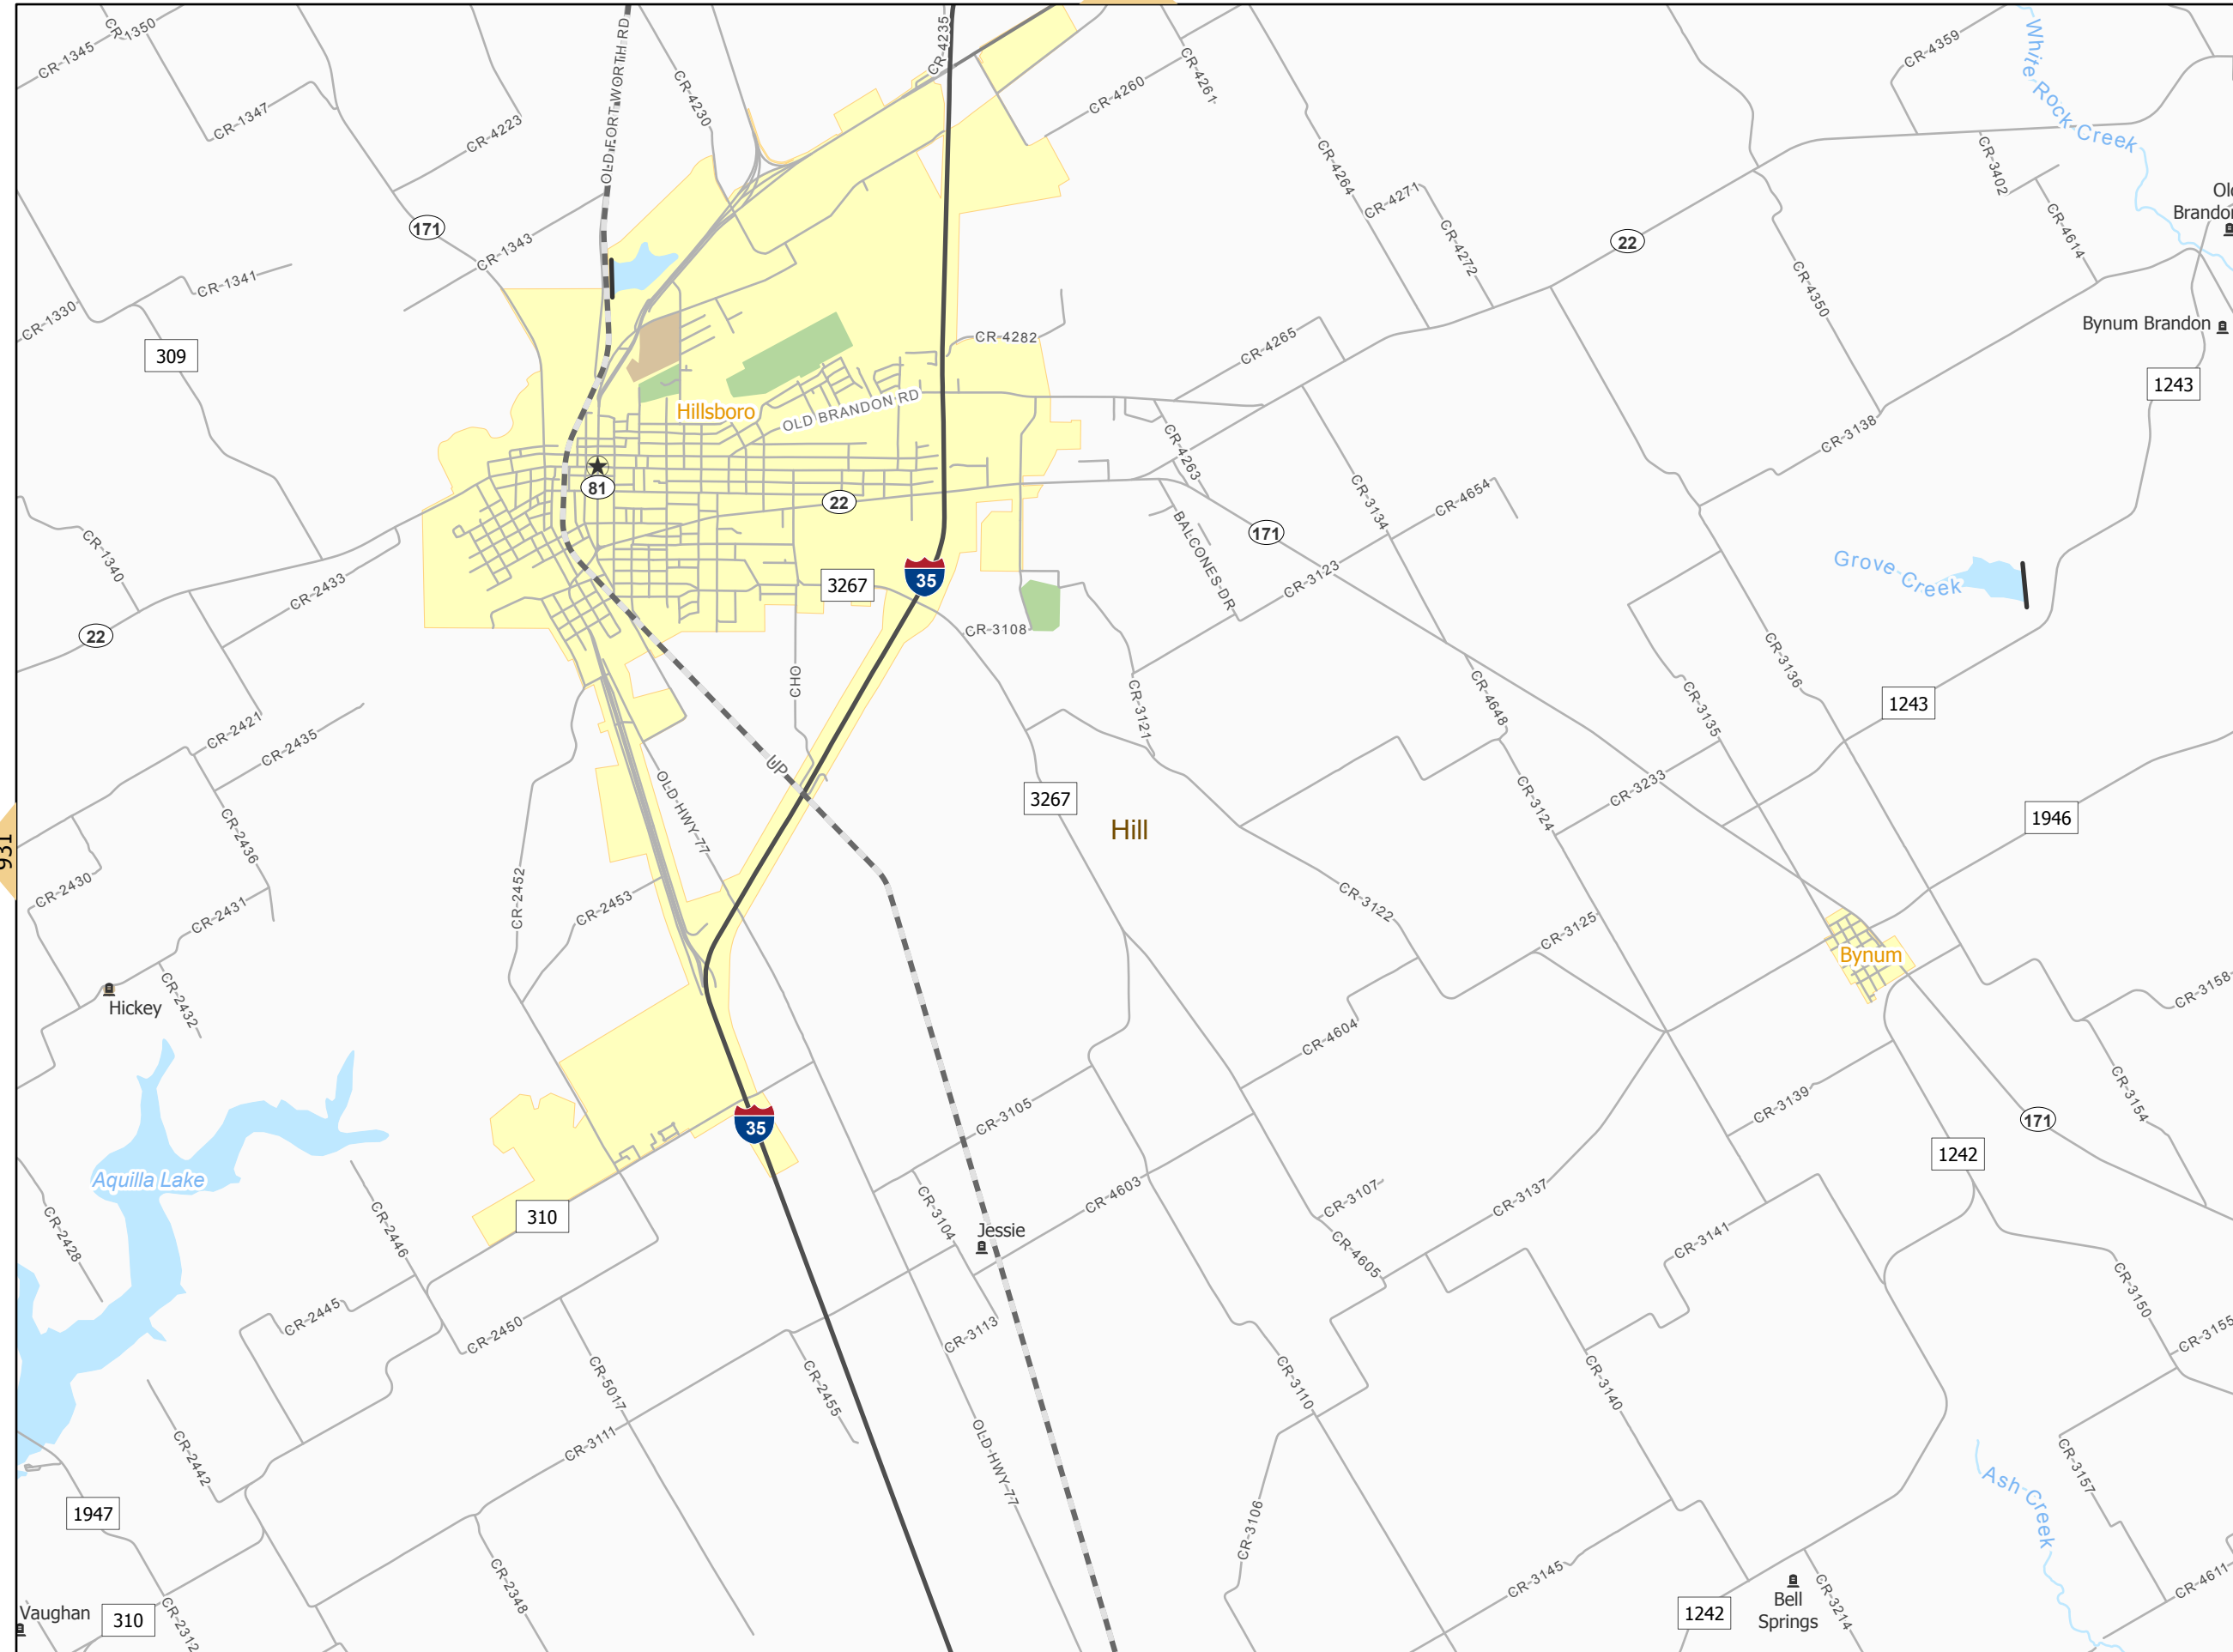 CR-1345
CR-1350
OLD FORT WORTH RD
CR-4235
CR-4261
CR-4359
White Rock Creek
CR-1347
CR-4223
CR-4230
CR-4260
CR-4264
CR-4271
CR-4272
CR-3402
CR-4614
Old
Brandon
171
CR-1343
22
CR-1341
CR-1330
CR-4350
309
CR-4282
CR-4265
Bynum Brandon
1243
Hillsboro
OLD BRANDON RD
CR-4263
CR-3138
81
22
CR-3134
CR-4654
171
BALCONES-DR
CR-1340
CR-2433
3267
35
CR-3123
Grove Creek
22
CR-3108
CHO
CR-3121
CR-4648
CR-3135
CR-3136
1243
CR-2421
CR-2435
UP
OLD-HWY-77
3267
CR-3233
CR-3124
1946
Hill
931
CR-2436
CR-2430
CR-2431
CR-2452
CR-2453
CR-3122
CR-3125
Bynum
Hickey
CR-2432
CR-4604
CR-3158
CR-3139
CR-3154
CR-3105
35
171
1242
Aquilla Lake
CR-2428
CR-2446
310
CR-3104
Jessie
CR-4603
CR-3107
CR-3137
CR-4605
CR-3141
CR-3150
CR-2445
CR-2450
CR-3113
CR-3155
CR-5017
CR-2455
CR-3110
CR-3140
CR-2442
CR-3111
OLD-HWY-77
CR-3157
Ash Creek
1947
CR-3106
CR-2348
CR-3145
CR-4611
Vaughan
310
CR-2312
1242
Bell
Springs
CR-3214